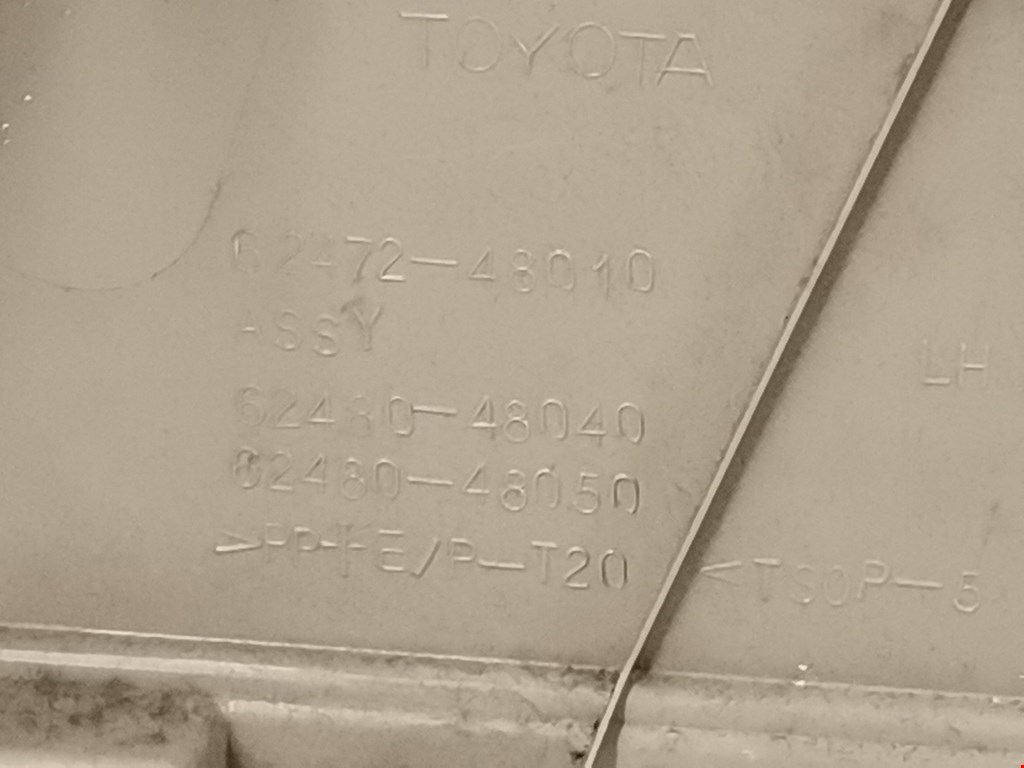 TOYOTA
62472-48010
ASSY
LH
62480-48040
62480-48050
>PP+E/P-T20 <TSOP-5